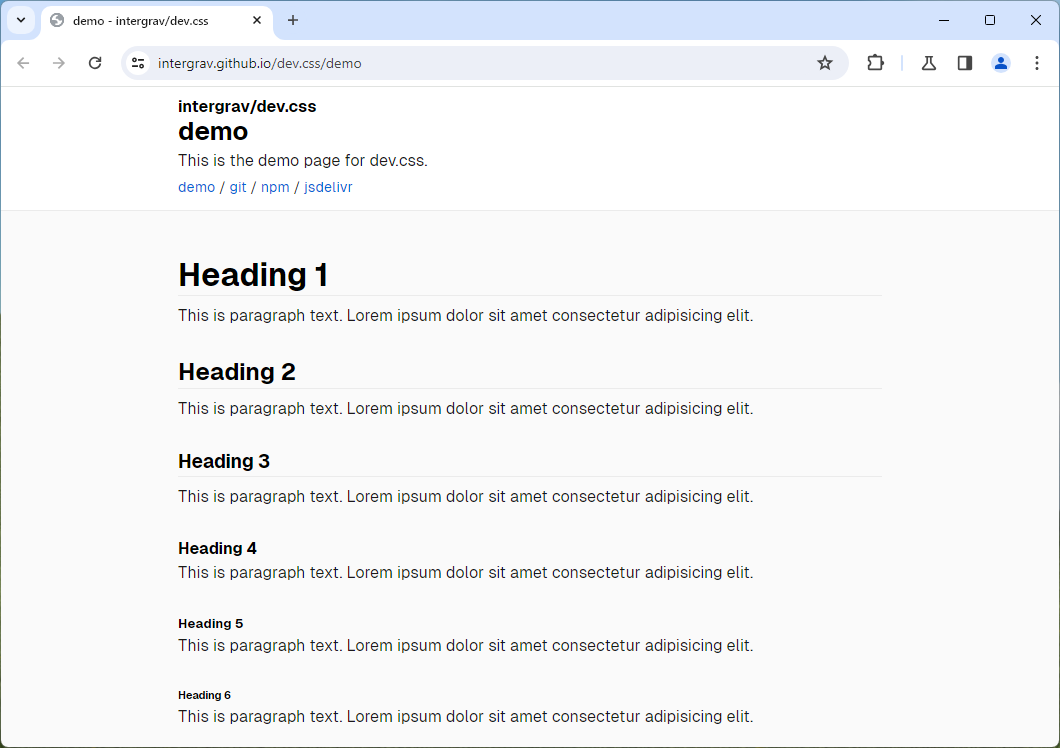 demo - intergrav/dev.css
intergrav.github.io/dev.css/demo
intergrav/dev.css
demo
This is the demo page for dev.css.
demo / git / npm / jsdelivr
Heading 1
This is paragraph text. Lorem ipsum dolor sit amet consectetur adipisicing elit.
Heading 2
This is paragraph text. Lorem ipsum dolor sit amet consectetur adipisicing elit.
Heading 3
This is paragraph text. Lorem ipsum dolor sit amet consectetur adipisicing elit.
Heading 4
This is paragraph text. Lorem ipsum dolor sit amet consectetur adipisicing elit.
Heading 5
This is paragraph text. Lorem ipsum dolor sit amet consectetur adipisicing elit.
Heading 6
This is paragraph text. Lorem ipsum dolor sit amet consectetur adipisicing elit.